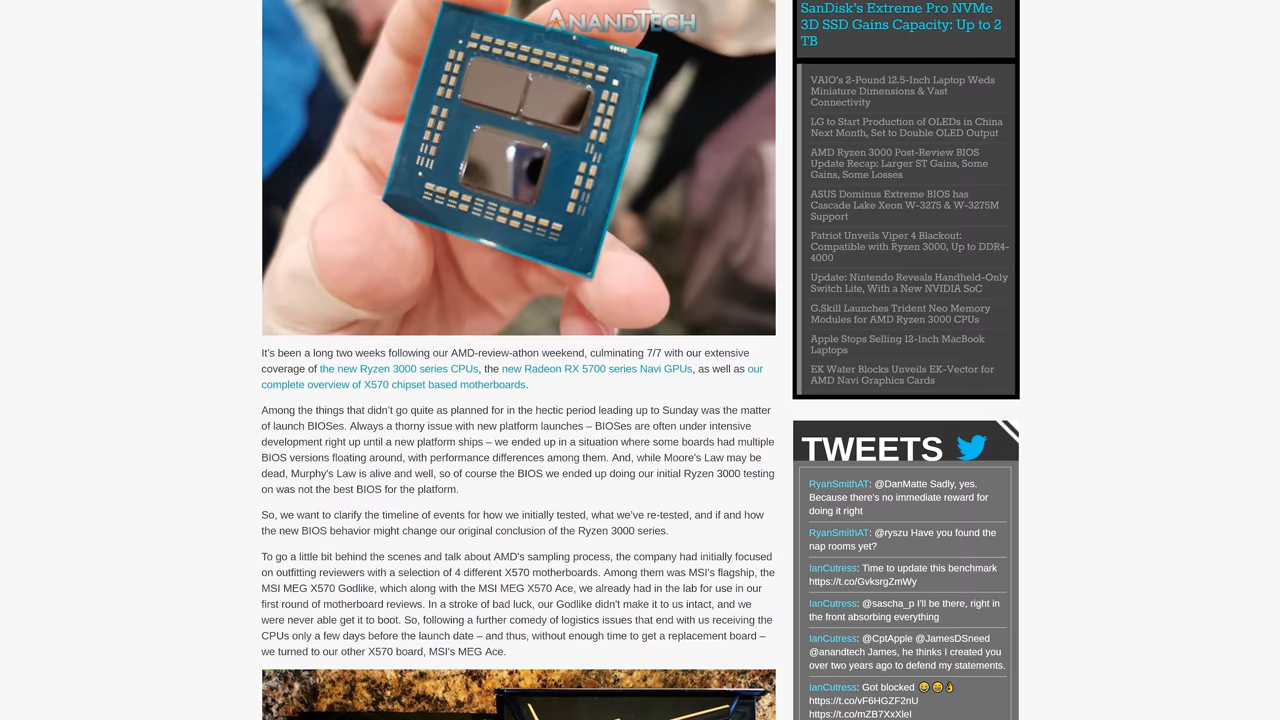 ANANDTECH
It's been a long two weeks following our AMD-review-athon weekend, culminating 7/7 with our extensive
coverage of the new Ryzen 3000 series CPUs, the new Radeon RX 5700 series Navi GPUs, as well as our
complete overview of X570 chipset based motherboards.
Among the things that didn't go quite as planned for in the hectic period leading up to Sunday was the matter
of launch BIOSes. Always a thorny issue with new platform launches – BIOSes are often under intensive
development right up until a new platform ships – we ended up in a situation where some boards had multiple
BIOS versions floating around, with performance differences among them. And, while Moore's Law may be
dead, Murphy's Law is alive and well, so of course the BIOS we ended up doing our initial Ryzen 3000 testing
on was not the best BIOS for the platform.
So, we want to clarify the timeline of events for how we initially tested, what we've re-tested, and if and how
the new BIOS behavior might change our original conclusion of the Ryzen 3000 series.
To go a little bit behind the scenes and talk about AMD's sampling process, the company had initially focused
on outfitting reviewers with a selection of 4 different X570 motherboards. Among them was MSI's flagship, the
MSI MEG X570 Godlike, which along with the MSI MEG X570 Ace, we already had in the lab for use in our
first round of motherboard reviews. In a stroke of bad luck, our Godlike didn't make it to us intact, and we
were never able get it to boot. So, following a further comedy of logistics issues that end with us receiving the
CPUs only a few days before the launch date – and thus, without enough time to get a replacement board –
we turned to our other X570 board, MSI's MEG Ace.
SanDisk's Extreme Pro NVMe
3D SSD Gains Capacity: Up to 2
TB
VAIO's 2-Pound 12.5-Inch Laptop Weds
Miniature Dimensions & Vast
Connectivity
LG to Start Production of OLEDs in China
Next Month, Set to Double OLED Output
AMD Ryzen 3000 Post-Review BIOS
Update Recap: Larger ST Gains, Some
Gains, Some Losses
ASUS Dominus Extreme BIOS has
Cascade Lake Xeon W-3275 & W-3275M
Support
Patriot Unveils Viper 4 Blackout:
Compatible with Ryzen 3000, Up to DDR4-
4000
Update: Nintendo Reveals Handheld-Only
Switch Lite, With a New NVIDIA SoC
G.Skill Launches Trident Neo Memory
Modules for AMD Ryzen 3000 CPUs
Apple Stops Selling 12-Inch MacBook
Laptops
EK Water Blocks Unveils EK-Vector for
AMD Navi Graphics Cards
TWEETS
RyanSmithAT: @DanMatte Sadly, yes.
Because there's no immediate reward for
doing it right
RyanSmithAT: @ryszu Have you found the
nap rooms yet?
IanCutress: Time to update this benchmark
https://t.co/GvksrgZmWy
IanCutress: @sascha_p I'll be there, right in
the front absorbing everything
IanCutress: @CptApple @JamesDSneed
@anandtech James, he thinks I created you
over two years ago to defend my statements.
IanCutress: Got blocked 😂😄👌
https://t.co/vF6HGZF2nU
https://t.co/mZB7XxXleI